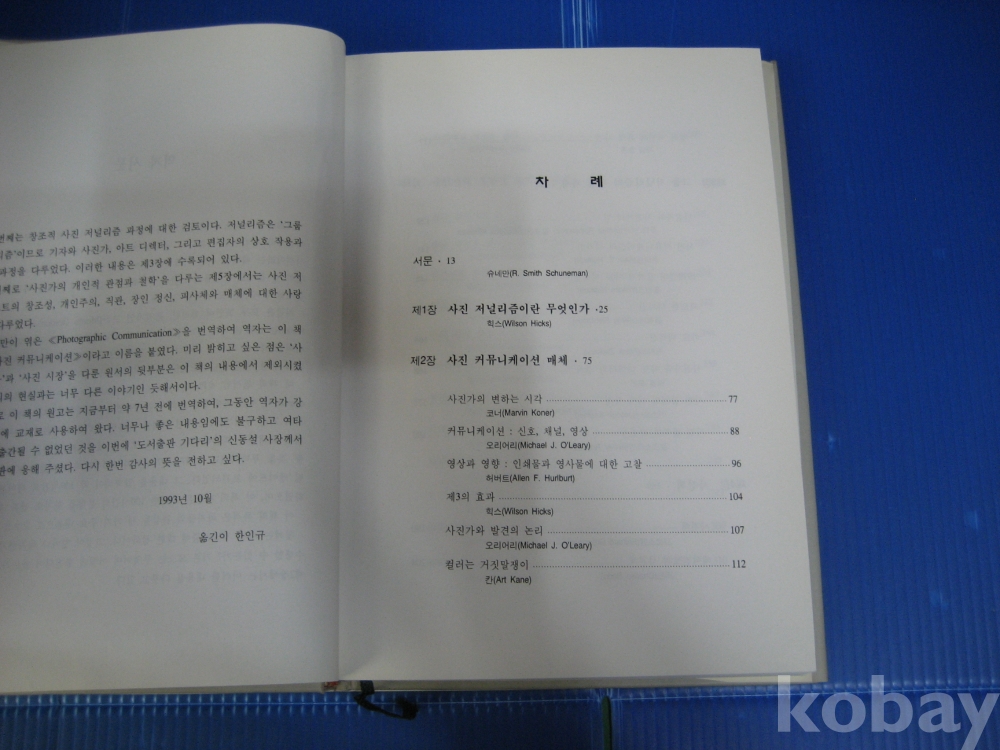 번째는 창조적 사진 저널리즘 과정에 대한 검토이다. 저널리즘은 '그룹
리즘'이므로 기자와 사진가, 아트 디렉터, 그리고 편집자의 상호 작용과
과정을 다루었다. 이러한 내용은 제3장에 수록되어 있다.
번째로 '사진가의 개인적 관점과 철학'을 다루는 제5장에서는 사진 저
트의 창조성, 개인주의, 직관, 장인 정신, 피사체와 매체에 대한 사랑
다루었다.
만이 엮은 ≪Photographic Communication≫을 번역하여 역자는 이 책
사진 커뮤니케이션≫이라고 이름을 붙였다. 미리 밝히고 싶은 점은 '사
'과 '사진 시장'을 다룬 원서의 뒷부분은 이 책의 내용에서 제외시켰
의 현실과는 너무 다른 이야기인 듯해서이다.
로 이 책의 원고는 지금부터 약 7년 전에 번역하여, 그동안 역자가 강
에 교재로 사용하여 왔다. 너무나 좋은 내용임에도 불구하고 여타
출간될 수 없었던 것을 이번에 '도서출판 기다리'의 신동설 사장께서
판에 응해 주셨다. 다시 한번 감사의 뜻을 전하고 싶다.
1993년 10월
옮긴이 한인규
차 례
서문 · 13
슈네만(R. Smith Schuneman)
제1장 사진 저널리즘이란 무엇인가 · 25
힉스(Wilson Hicks)
제2장 사진 커뮤니케이션 매체 · 75
사진가의 변하는 시각 77
코너(Marvin Koner)
커뮤니케이션 : 신호, 채널, 영상 88
오리어리(Michael J. O'Leary)
영상과 영향 : 인쇄물과 영사물에 대한 고찰 96
허버트(Allen F. Hurlburt)
제3의 효과 104
힉스(Wilson Hicks)
사진가와 발견의 논리 107
오리어리(Michael J. O'Leary)
컬러는 거짓말쟁이 112
칸(Art Kane)
kobay